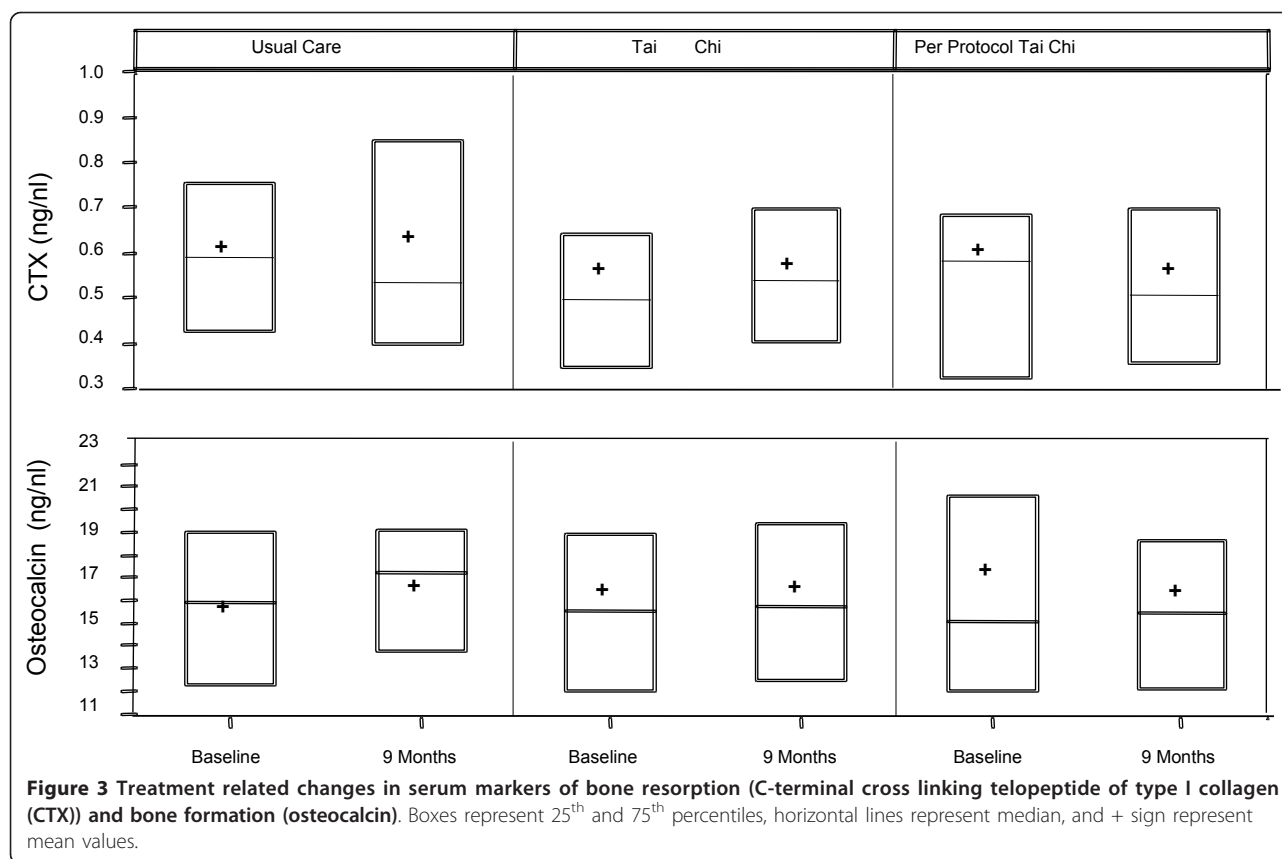 Usual Care Tai Chi Per Protocol Tai Chi
1.0
0.9
0.8
0.7
0.6
0.5
0.4
0.3
CTX (ng/nl)
23
21
19
17
15
13
11
Osteocalcin (ng/nl)
Baseline 9 Months Baseline 9 Months Baseline 9 Months
Figure 3 Treatment related changes in serum markers of bone resorption (C-terminal cross linking telopeptide of type I collagen
(CTX)) and bone formation (osteocalcin). Boxes represent 25th and 75th percentiles, horizontal lines represent median, and + sign represent
mean values.